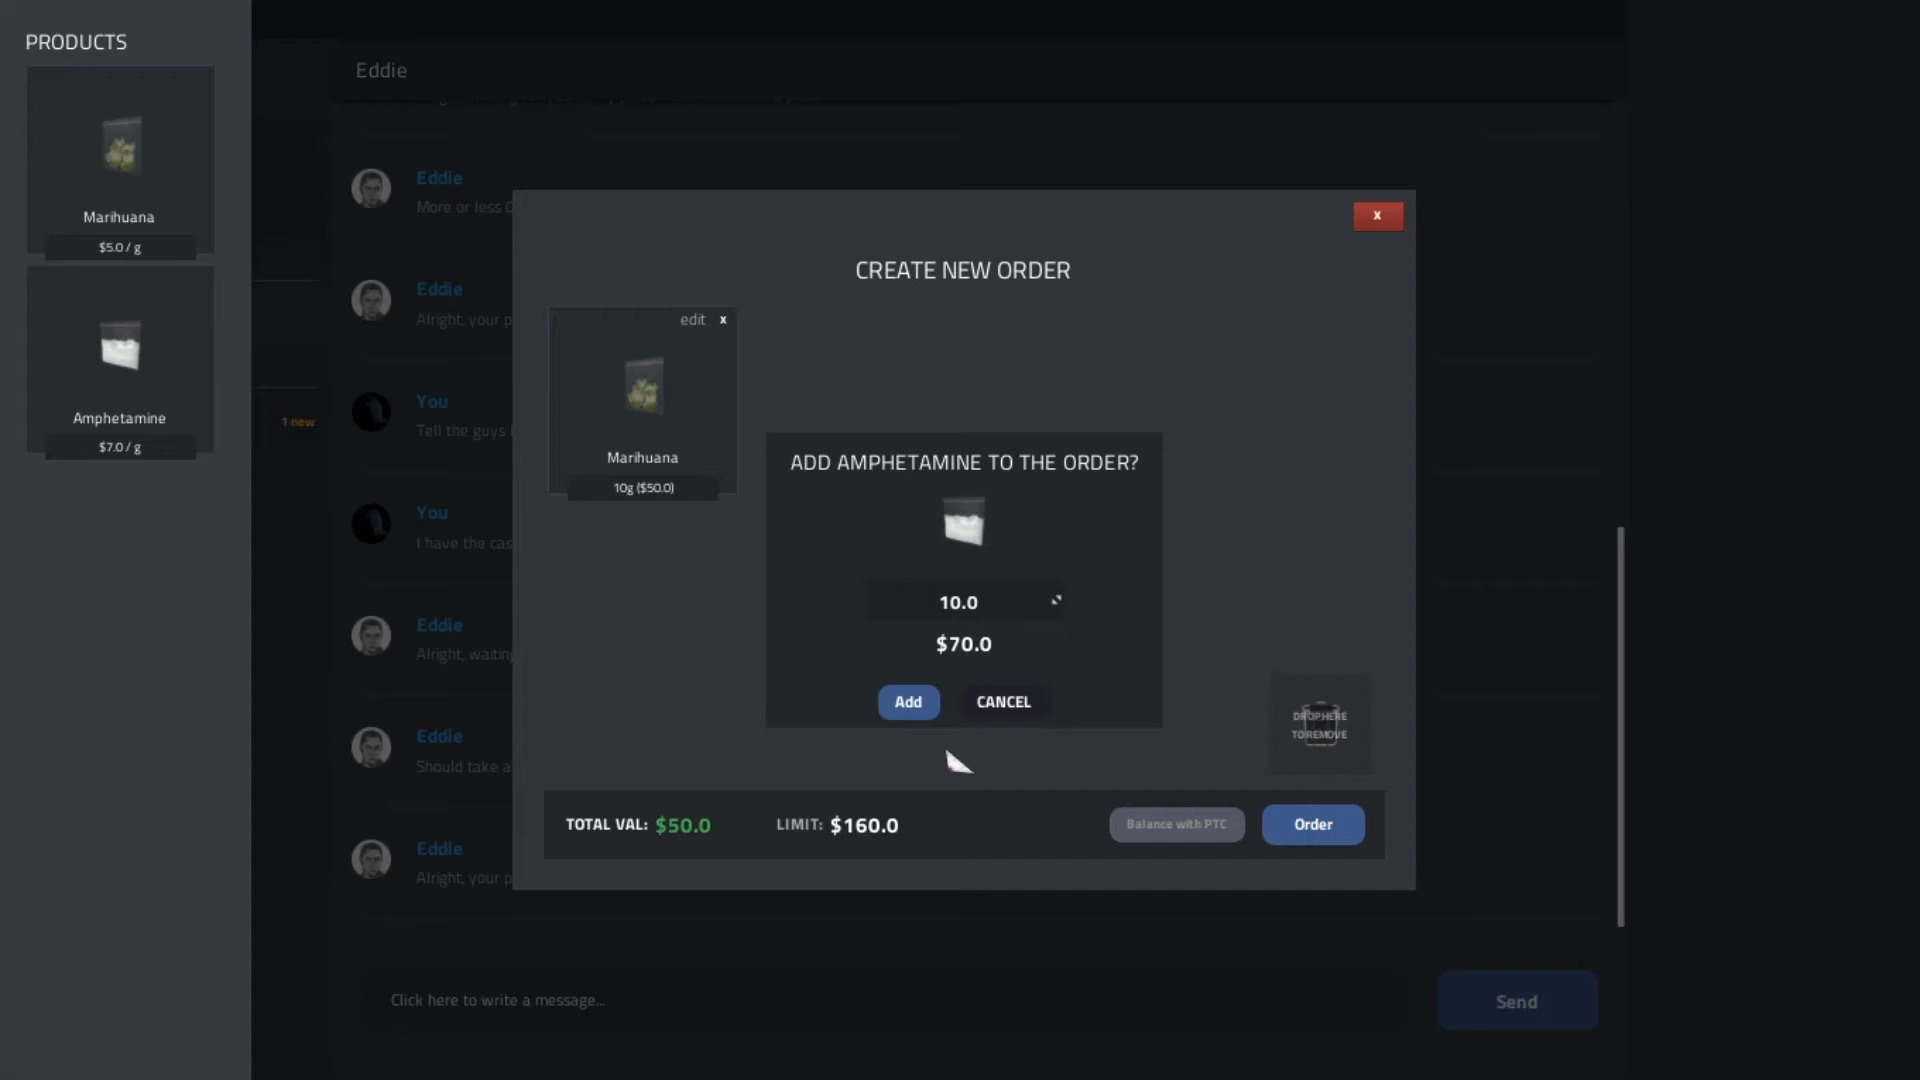 PRODUCTS
Marihuana
$5.0 / g
Amphetamine
$7.0 / g
1 new
Eddie
Eddie
More or less
Eddie
Alright, your p
You
Tell the guys
You
I have the cas
Eddie
Alright, waiting
Eddie
Should take a
Eddie
Alright, your p
x
CREATE NEW ORDER
edit x
Marihuana
10g ($50.0)
ADD AMPHETAMINE TO THE ORDER?
10.0
$70.0
Add CANCEL
DROP HERE
TO REMOVE
TOTAL VAL: $50.0 LIMIT: $160.0 Balance with PTC Order
Click here to write a message... Send